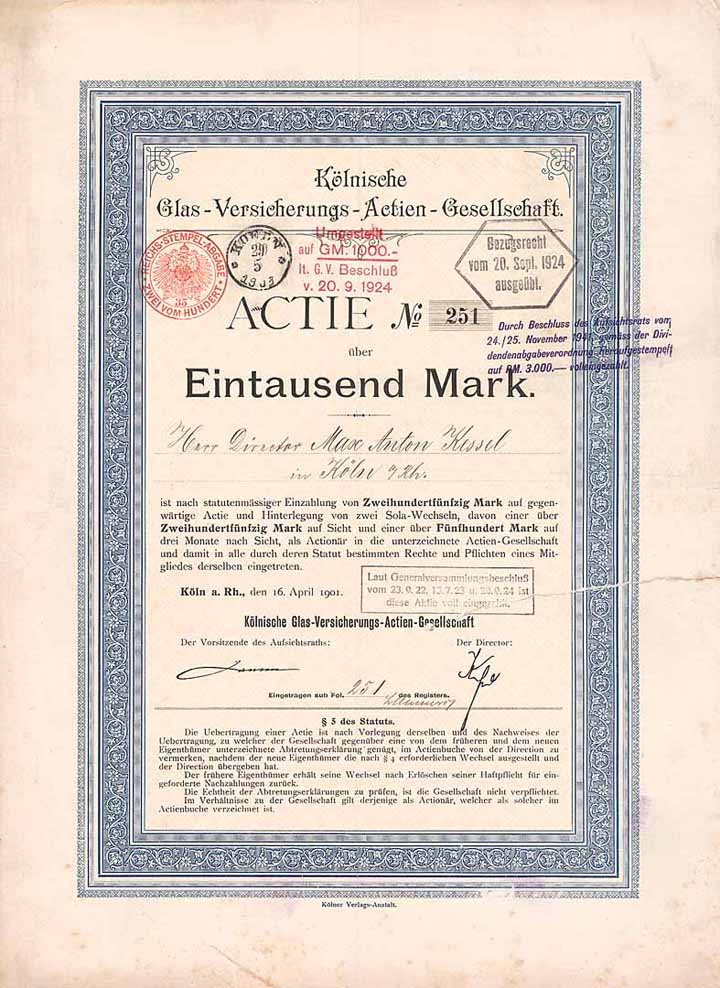 Kölnische
Glas-Versicherungs-Actien-Gesellschaft.
REICHS-STEMPEL-ABGABE
ZWEI VOM HUNDERT
35
29
5
Umgestellt
auf GM. 1000.-
lt. G. V. Beschluß
v. 20. 9. 1924
Bezugsrecht
vom 20. Sept. 1924
ausgeübt.
ACTIE No 251
Durch Beschluss des Aufsichtsrats vom
24./25. November 1941 gemäss der Divi-
dendenabgabeverordnung heraufgestempelt
auf RM. 3.000.— volleingezahlt.
über
Eintausend Mark.
Herr Director Max Anton Kissel
in Köln a/Rh.
ist nach statutenmässiger Einzahlung von Zweihundertfünfzig Mark auf gegen-
wärtige Actie und Hinterlegung von zwei Sola-Wechseln, davon einer über
Zweihundertfünfzig Mark auf Sicht und einer über Fünfhundert Mark auf
drei Monate nach Sicht, als Actionär in die unterzeichnete Actien-Gesellschaft
und damit in alle durch deren Statut bestimmten Rechte und Pflichten eines Mit-
gliedes derselben eingetreten.
Köln a. Rh., den 16. April 1901.
Laut Generalversammlungsbeschluß
vom 23. 9. 22, 13.7. 23 u. 20.9. 24 ist
diese Aktie voll eingezahlt.
Kölnische Glas-Versicherungs-Actien-Gesellschaft
Der Vorsitzende des Aufsichtsraths:
Der Director:
Eingetragen sub Fol. 251 des Registers.
§ 5 des Statuts.
Die Uebertragung einer Actie ist nach Vorlegung derselben und des Nachweises der
Uebertragung, zu welcher der Gesellschaft gegenüber eine von dem früheren und dem neuen
Eigenthümer unterzeichnete Abtretungserklärung genügt, im Actienbuche von der Direction zu
vermerken, nachdem der neue Eigenthümer die nach § 4 erforderlichen Wechsel ausgestellt und
der Direction übergeben hat.
Der frühere Eigenthümer erhält seine Wechsel nach Erlöschen seiner Haftpflicht für ein-
geforderte Nachzahlungen zurück.
Die Echtheit der Abtretungserklärungen zu prüfen, ist die Gesellschaft nicht verpflichtet.
Im Verhältnisse zu der Gesellschaft gilt derjenige als Actionär, welcher als solcher im
Actienbuche verzeichnet ist.
Kölner Verlags-Anstalt.